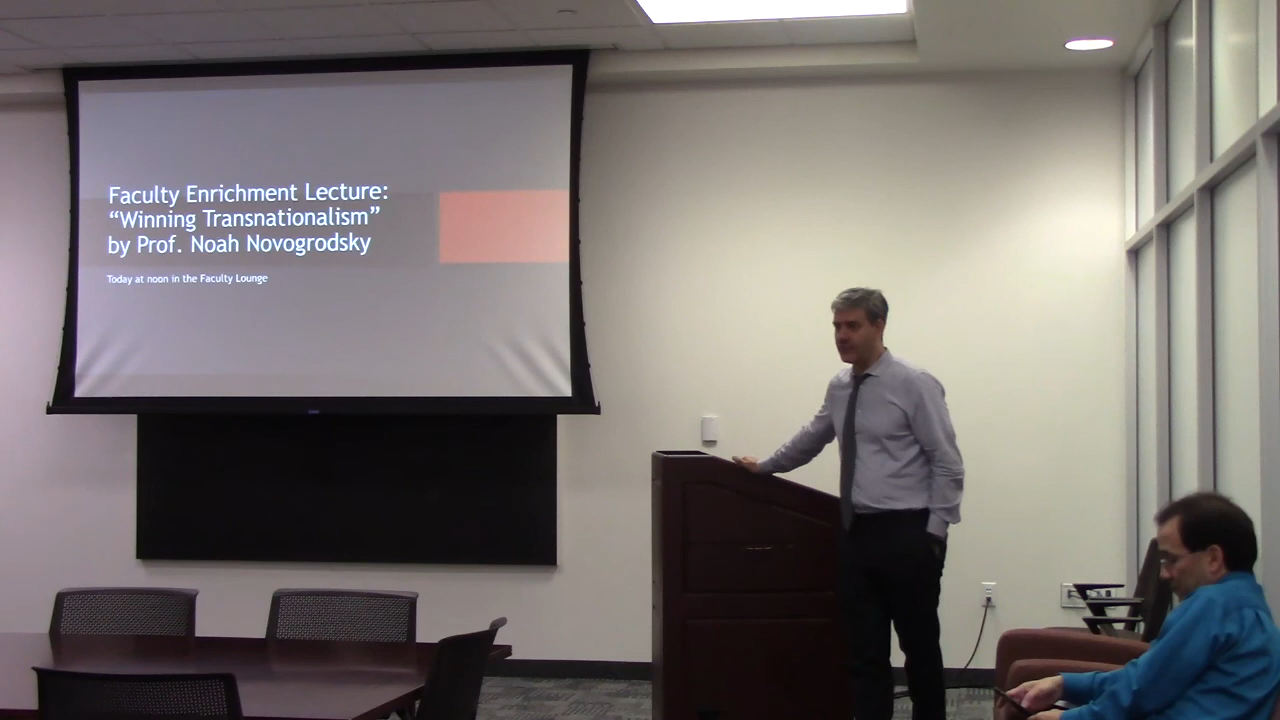 Faculty Enrichment Lecture:
“Winning Transnationalism”
by Prof. Noah Novogrodsky
Today at noon in the Faculty Lounge